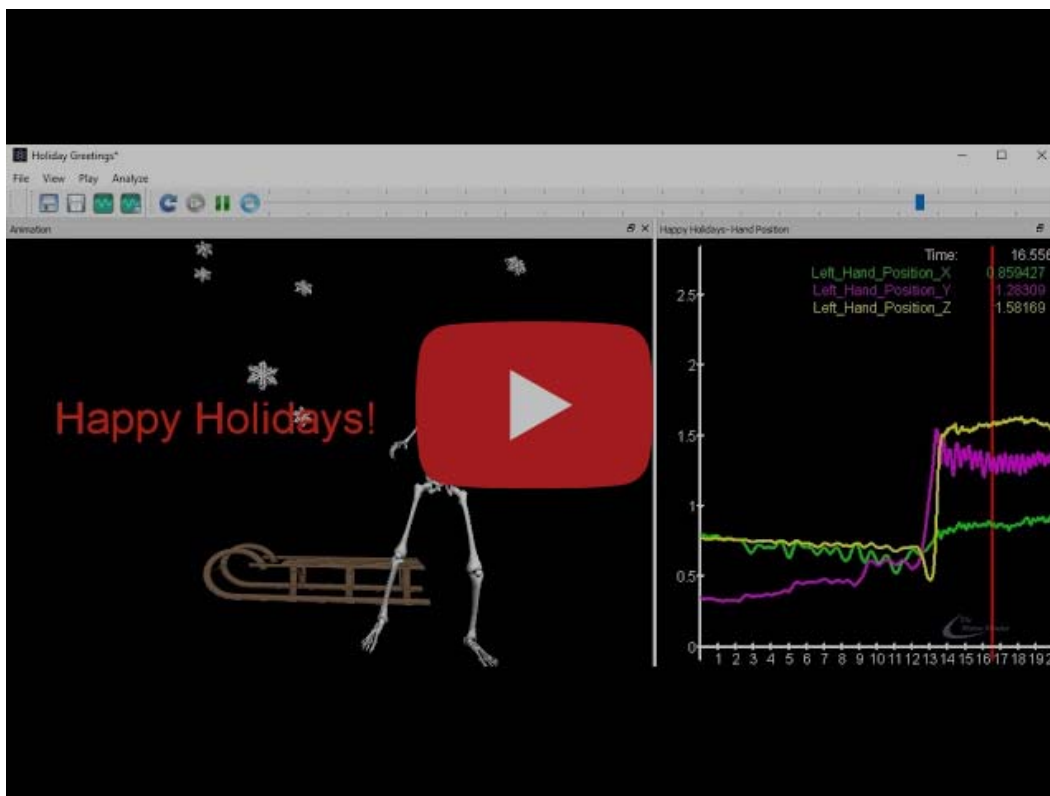 Holiday Greetings*
File View Play Analyze
Animation
Happy Holidays-Hand Position
Time: 16.556
Left_Hand_Position_X 0.859427
Left_Hand_Position_Y 1.28309
Left_Hand_Position_Z 1.58169
Happy Holidays!
2.5
2
1.5
1
0.5
0
1 2 3 4 5 6 7 8 9 10 11 12 13 14 15 16 17 18 19 2